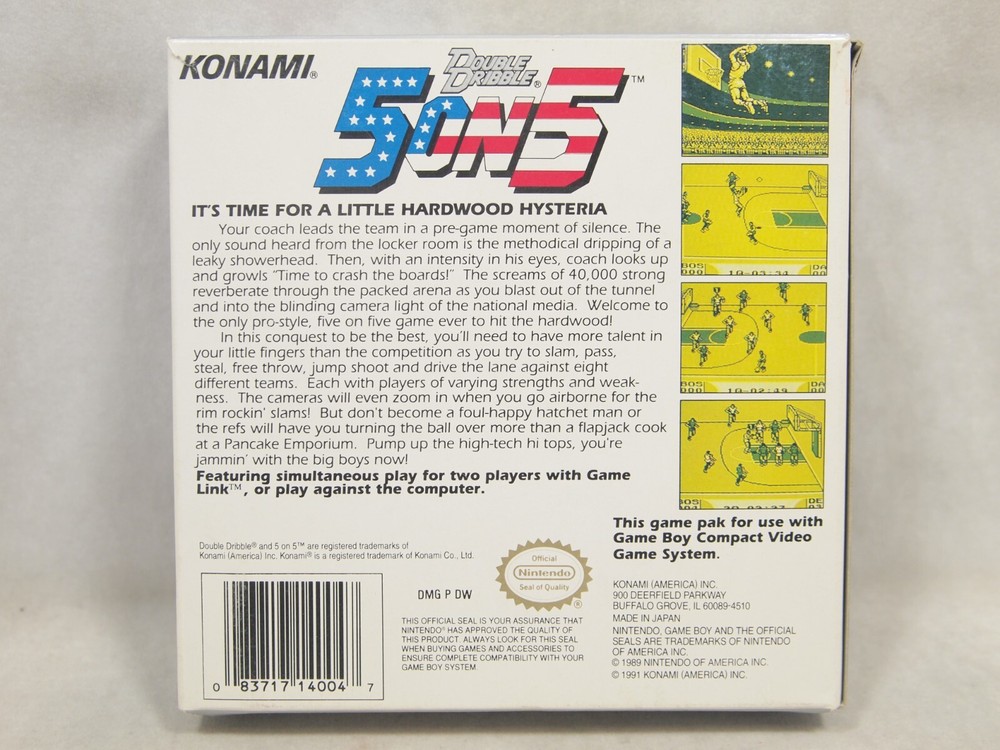 KONAMI®
DOUBLE
DRIBBLE®
5 ON 5™
IT'S TIME FOR A LITTLE HARDWOOD HYSTERIA
Your coach leads the team in a pre-game moment of silence. The
only sound heard from the locker room is the methodical dripping of a
leaky showerhead. Then, with an intensity in his eyes, coach looks up
and growls "Time to crash the boards!" The screams of 40,000 strong
reverberate through the packed arena as you blast out of the tunnel
and into the blinding camera light of the national media. Welcome to
the only pro-style, five on five game ever to hit the hardwood!
In this conquest to be the best, you'll need to have more talent in
your little fingers than the competition as you try to slam, pass,
steal, free throw, jump shoot and drive the lane against eight
different teams. Each with players of varying strengths and weak-
ness. The cameras will even zoom in when you go airborne for the
rim rockin' slams! But don't become a foul-happy hatchet man or
the refs will have you turning the ball over more than a flapjack cook
at a Pancake Emporium. Pump up the high-tech hi tops, you're
jammin' with the big boys now!
Featuring simultaneous play for two players with Game
Link™, or play against the computer.
BOS DA
000 10-03:34 00
BOS DA
000 10-02:49 00
BOS DE
This game pak for use with
Game Boy Compact Video
Game System.
Double Dribble® and 5 on 5™ are registered trademarks of
Konami (America) Inc. Konami® is a registered trademark of Konami Co., Ltd.
DMG P DW
Official
Nintendo
Seal of Quality
®
THIS OFFICIAL SEAL IS YOUR ASSURANCE THAT
NINTENDO® HAS APPROVED THE QUALITY OF
THIS PRODUCT. ALWAYS LOOK FOR THIS SEAL
WHEN BUYING GAMES AND ACCESSORIES TO
ENSURE COMPLETE COMPATIBILITY WITH YOUR
GAME BOY SYSTEM
KONAMI (AMERICA) INC.
900 DEERFIELD PARKWAY
BUFFALO GROVE, IL 60089-4510
MADE IN JAPAN
NINTENDO, GAME BOY AND THE OFFICIAL
SEALS ARE TRADEMARKS OF NINTENDO
OF AMERICA INC.
© 1989 NINTENDO OF AMERICA INC.
© 1991 KONAMI (AMERICA) INC.
0 83717 14004 7